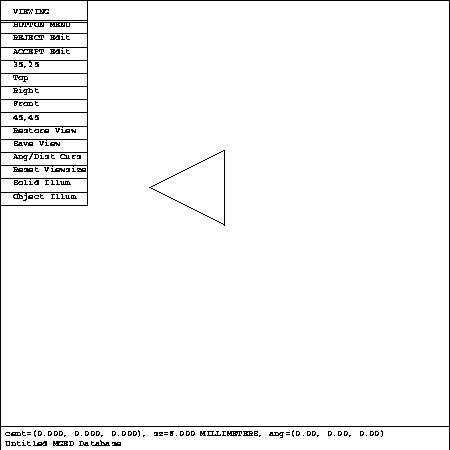 VIEWING
BUTTON MENU
REJECT Edit
ACCEPT Edit
35,25
Top
Right
Front
45,45
Restore View
Save View
Ang/Dist Curs
Reset Viewsize
Solid Illum
Object Illum
cent=(0.000, 0.000, 0.000), sz=8.000 MILLIMETERS, ang=(0.00, 0.00, 0.00)
Untitled MGED Database